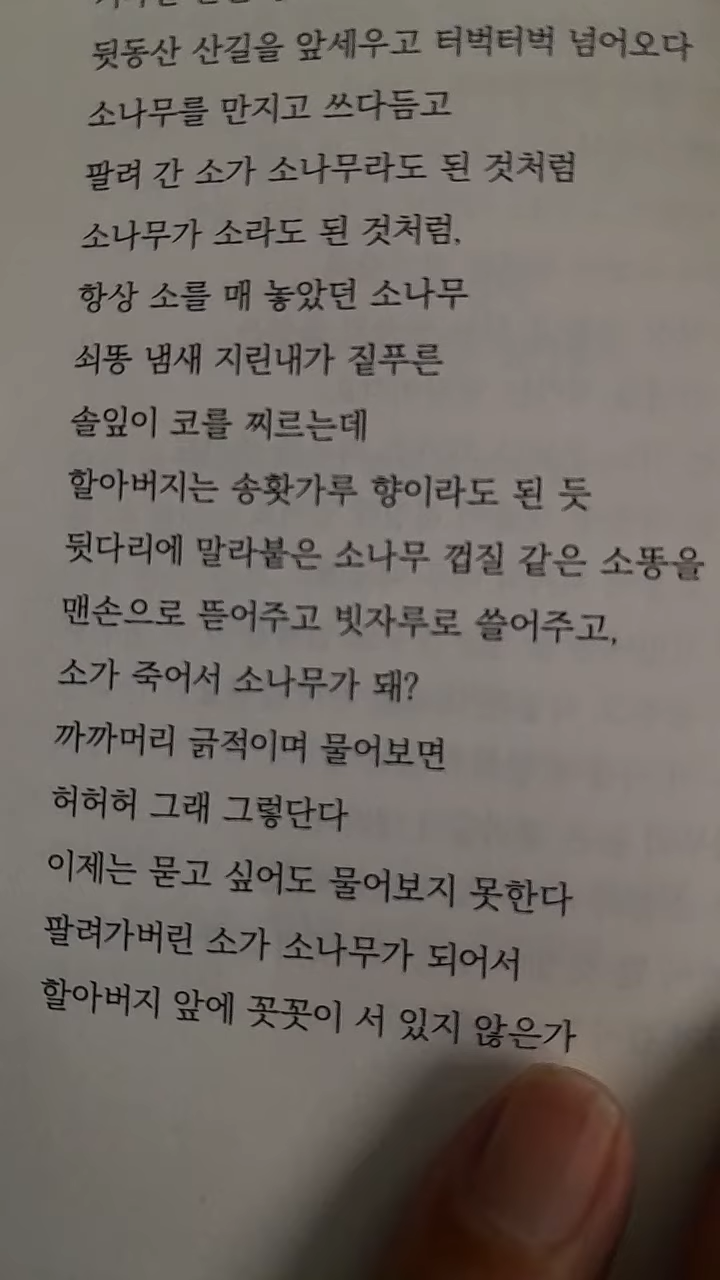 뒷동산 산길을 앞세우고 터벅터벅 넘어오다
소나무를 만지고 쓰다듬고
팔려 간 소가 소나무라도 된 것처럼
소나무가 소라도 된 것처럼,
항상 소를 매 놓았던 소나무
쇠똥 냄새 지린내가 짙푸른
솔잎이 코를 찌르는데
할아버지는 송홧가루 향이라도 된 듯
뒷다리에 말라붙은 소나무 껍질 같은 소똥을
맨손으로 뜯어주고 빗자루로 쓸어주고,
소가 죽어서 소나무가 돼?
까까머리 긁적이며 물어보면
허허허 그래 그렇단다
이제는 묻고 싶어도 물어보지 못한다
팔려가버린 소가 소나무가 되어서
할아버지 앞에 꼿꼿이 서 있지 않은가